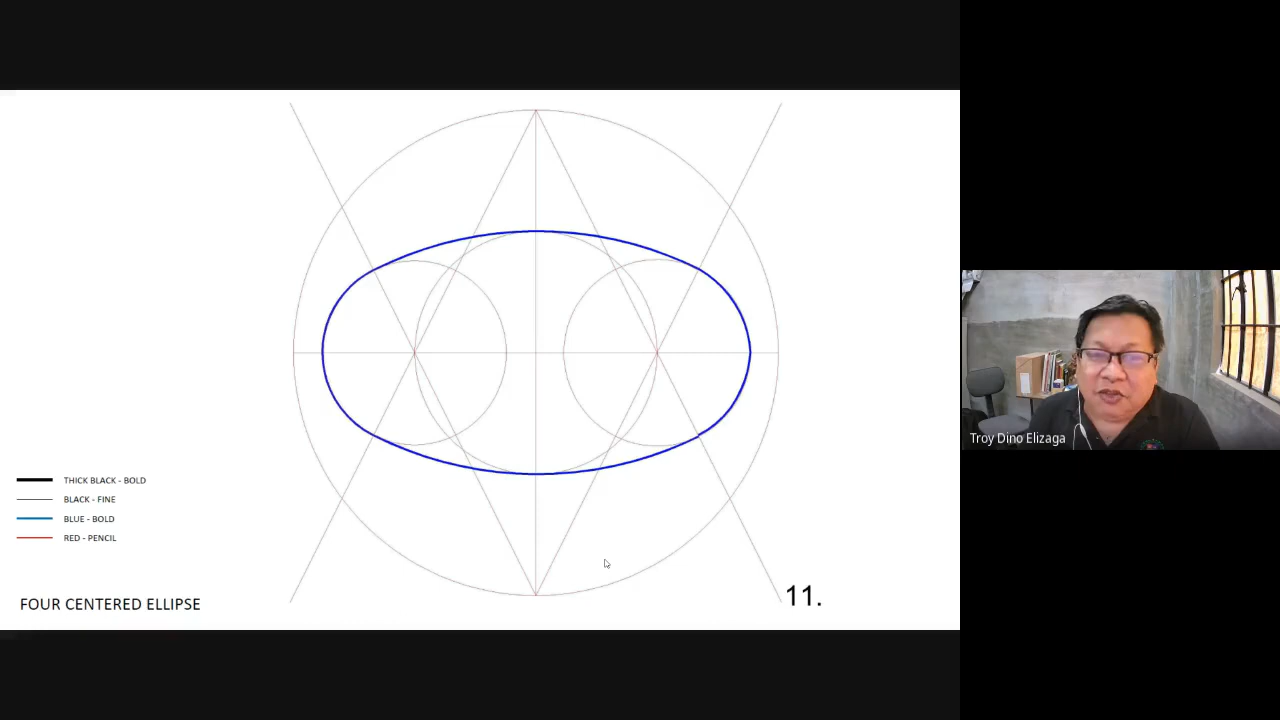 THICK BLACK - BOLD
BLACK - FINE
BLUE - BOLD
RED - PENCIL
FOUR CENTERED ELLIPSE
11.
Troy Dino Elizaga